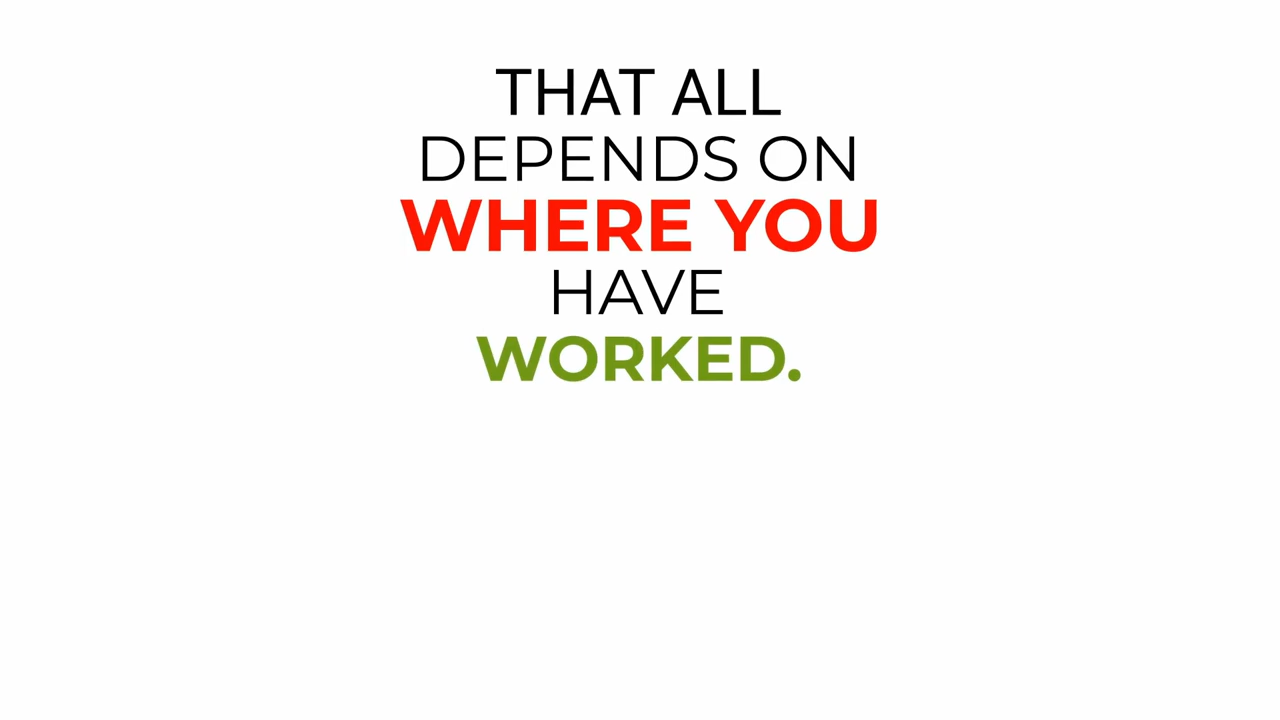 THAT ALL
DEPENDS ON
WHERE YOU
HAVE
WORKED.